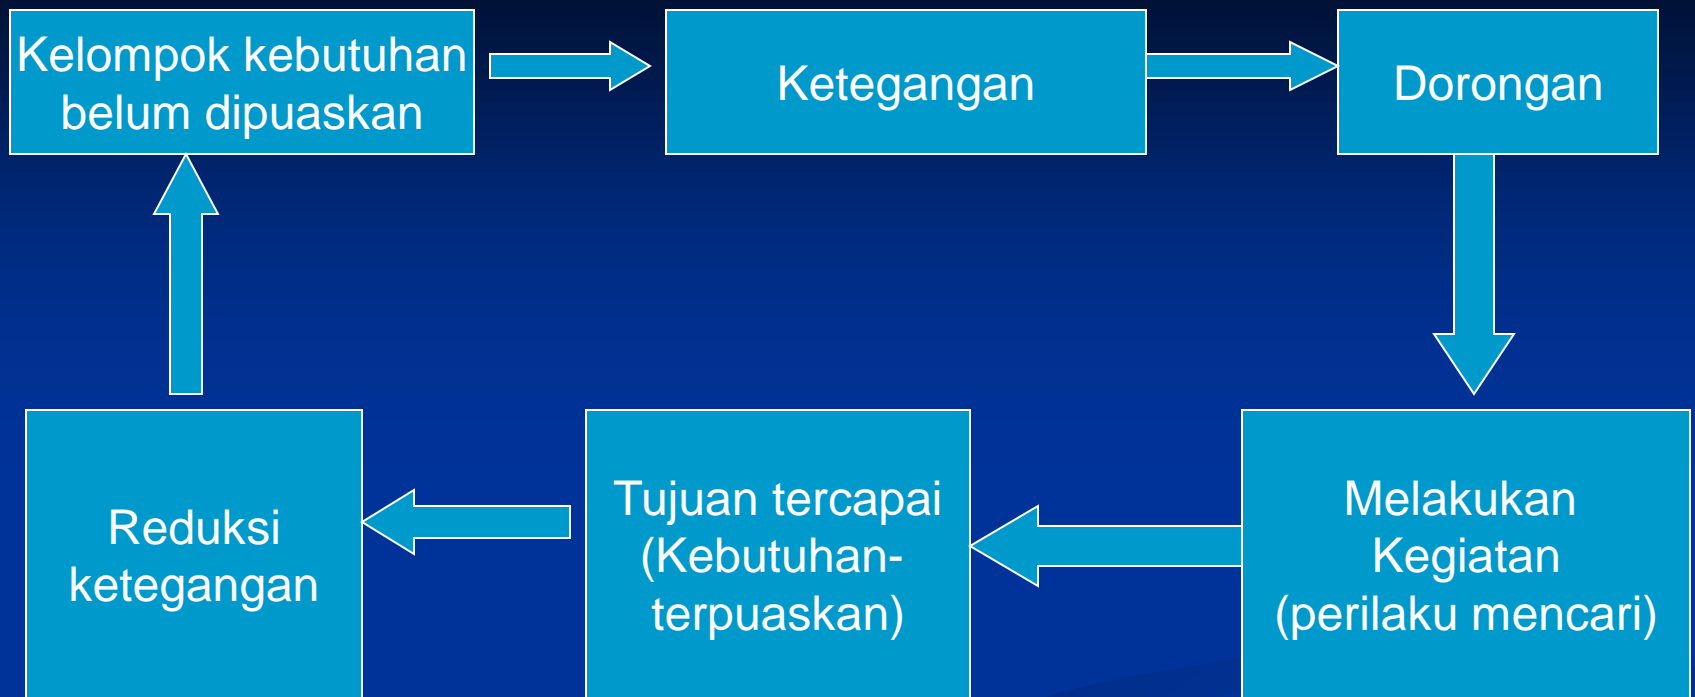 Kelompok kebutuhan
belum dipuaskan
Ketegangan
Dorongan
Reduksi
ketegangan
Tujuan tercapai
(Kebutuhan-
terpuaskan)
Melakukan
Kegiatan
(perilaku mencari)